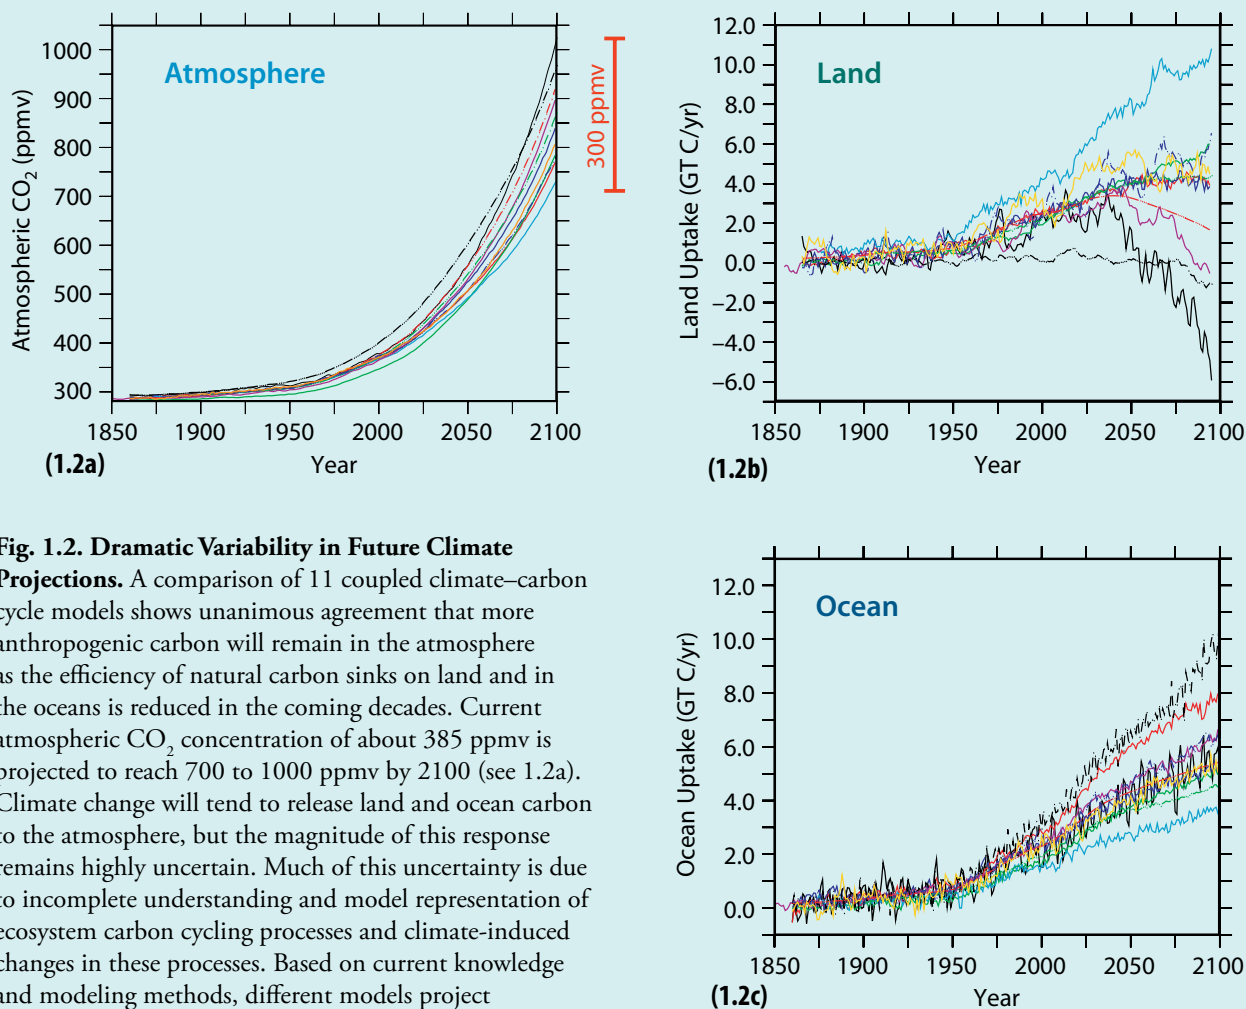 Atmosphere
Atmospheric CO2 (ppmv)
1000
900
800
700
600
500
400
300
1850 1900 1950 2000 2050 2100
Year
(1.2a)
300 ppmv
Land
Land Uptake (GT C/yr)
12.0
10.0
8.0
6.0
4.0
2.0
0.0
–2.0
–4.0
–6.0
1850 1900 1950 2000 2050 2100
Year
(1.2b)
Fig. 1.2. Dramatic Variability in Future Climate
Projections. A comparison of 11 coupled climate–carbon
cycle models shows unanimous agreement that more
anthropogenic carbon will remain in the atmosphere
as the efficiency of natural carbon sinks on land and in
the oceans is reduced in the coming decades. Current
atmospheric CO2 concentration of about 385 ppmv is
projected to reach 700 to 1000 ppmv by 2100 (see 1.2a).
Climate change will tend to release land and ocean carbon
to the atmosphere, but the magnitude of this response
remains highly uncertain. Much of this uncertainty is due
to incomplete understanding and model representation of
ecosystem carbon cycling processes and climate-induced
changes in these processes. Based on current knowledge
and modeling methods, different models project
Ocean
Ocean Uptake (GT C/yr)
12.0
10.0
8.0
6.0
4.0
2.0
0.0
1850 1900 1950 2000 2050 2100
Year
(1.2c)